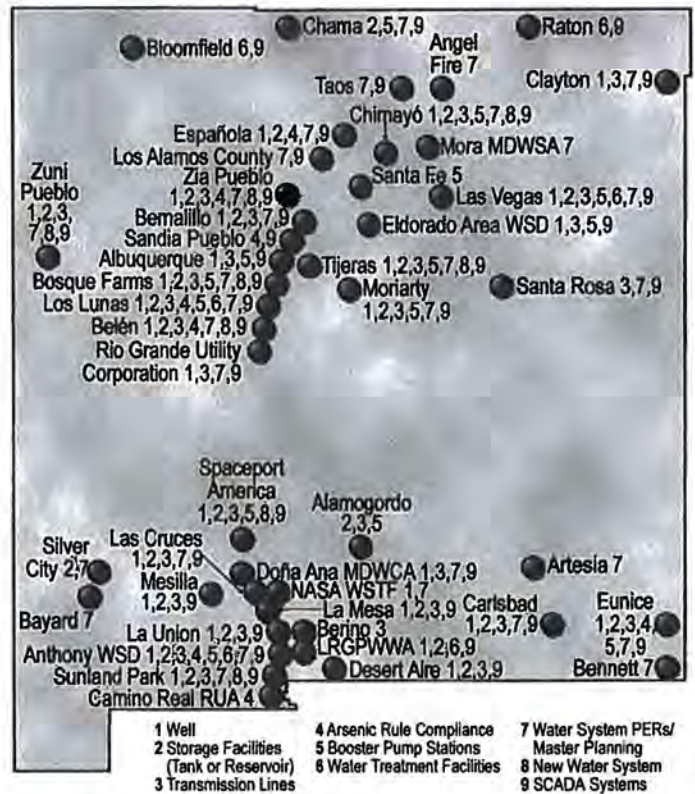 Chama 2,5,7,9
Raton 6,9
Bloomfield 6,9
Angel
Fire 7
Clayton 1,3,7,9
Taos 7,9
Chimayó 1,2,3,5,7,8,9
Española 1,2,4,7,9
Mora MDWSA 7
Los Alamos County 7,9
Zuni
Pueblo
1,2,3,
7,8,9
Zia Pueblo
1,2,3,4,7,8,9
Santa Fe 5
Las Vegas 1,2,3,5,6,7,9
Bernalillo 1,2,3,7,9
Eldorado Area WSD 1,3,5,9
Sandia Pueblo 4,9
Albuquerque 1,3,5,9
Tijeras 1,2,3,5,7,8,9
Bosque Farms 1,2,3,5,7,8,9
Moriarty
1,2,3,5,7,9
Santa Rosa 3,7,9
Los Lunas 1,2,3,4,5,6,7,9
Belén 1,2,3,4,7,8,9
Rio Grande Utility
Corporation 1,3,7,9
Spaceport
America
1,2,3,5,8,9
Alamogordo
2,3,5
Las Cruces
1,2,3,7,9
Silver
City 2,7
Doña Ana MDWCA 1,3,7,9
Artesia 7
Mesilla
1,2,3,9
NASA WSTF 1,7
Bayard 7
La Mesa 1,2,3,9
Carlsbad
1,2,3,7,9
Eunice
1,2,3,4,
5,7,9
La Union 1,2,3,9
Berino 3
Anthony WSD 1,2,3,4,5,6,7,9
LRGPWWA 1,2,6,9
Sunland Park 1,2,3,7,8,9
Desert Aire 1,2,3,9
Bennett 7
Camino Real RUA 4
1 Well
2 Storage Facilities
(Tank or Reservoir)
3 Transmission Lines
4 Arsenic Rule Compliance
5 Booster Pump Stations
6 Water Treatment Facilities
7 Water System PERs/
Master Planning
8 New Water System
9 SCADA Systems